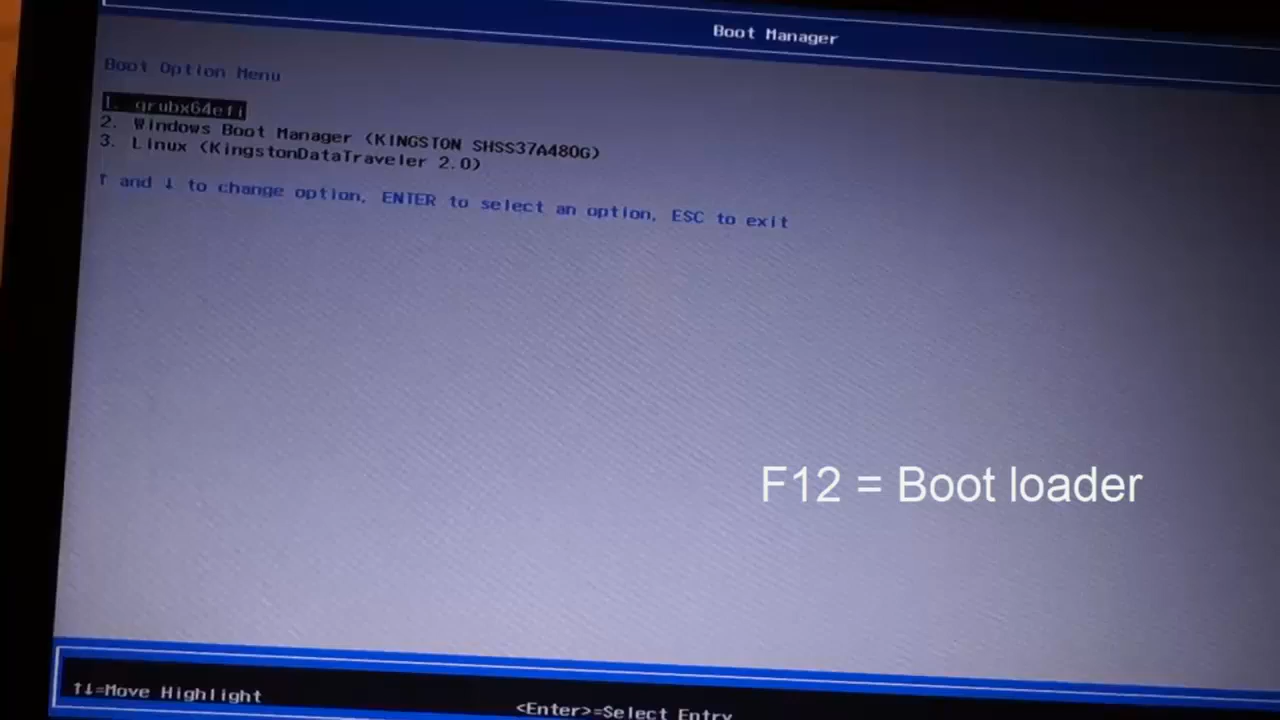 Boot Manager
Boot Option Menu
1. grubx64efi
2. Windows Boot Manager (KINGSTON SHSS37A480G)
3. Linux (KingstonDataTraveler 2.0)
↑ and ↓ to change option, ENTER to select an option, ESC to exit
F12 = Boot loader
↑↓=Move Highlight
<Enter>=Select Entry